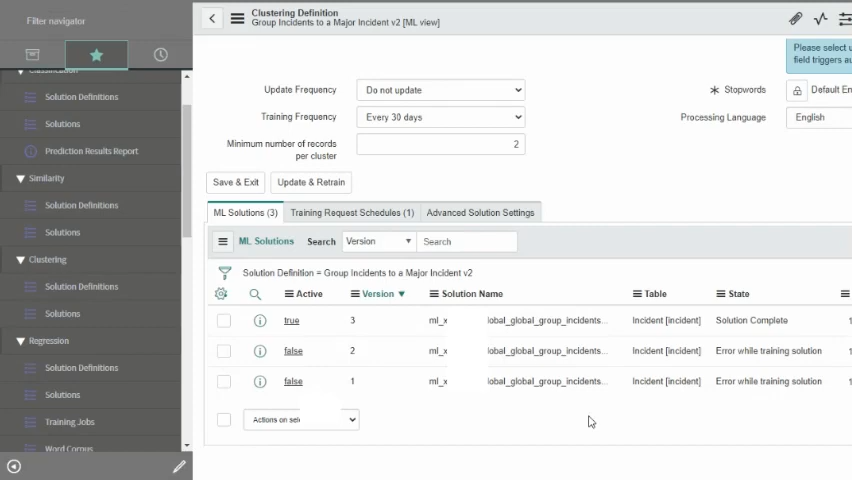 Filter navigator
Classification
Solution Definitions
Solutions
Prediction Results Report
Similarity
Solution Definitions
Solutions
Clustering
Solution Definitions
Solutions
Regression
Solution Definitions
Solutions
Training Jobs
Word Corpus
Clustering Definition
Group Incidents to a Major Incident v2 [ML view]
Please select u
field triggers au
Update Frequency Do not update Stopwords Default En
Training Frequency Every 30 days Processing Language English
Minimum number of records per cluster 2
Save & Exit Update & Retrain
ML Solutions (3) Training Request Schedules (1) Advanced Solution Settings
ML Solutions Search Version Search
Solution Definition = Group Incidents to a Major Incident v2
Active Version Solution Name Table State
true 3 ml_x lobal_global_group_incidents... Incident [incident] Solution Complete 1
false 2 ml_x lobal_global_group_incidents... Incident [incident] Error while training solution
false 1 ml_x lobal_global_group_incidents... Incident [incident] Error while training solution 1
Actions on sel